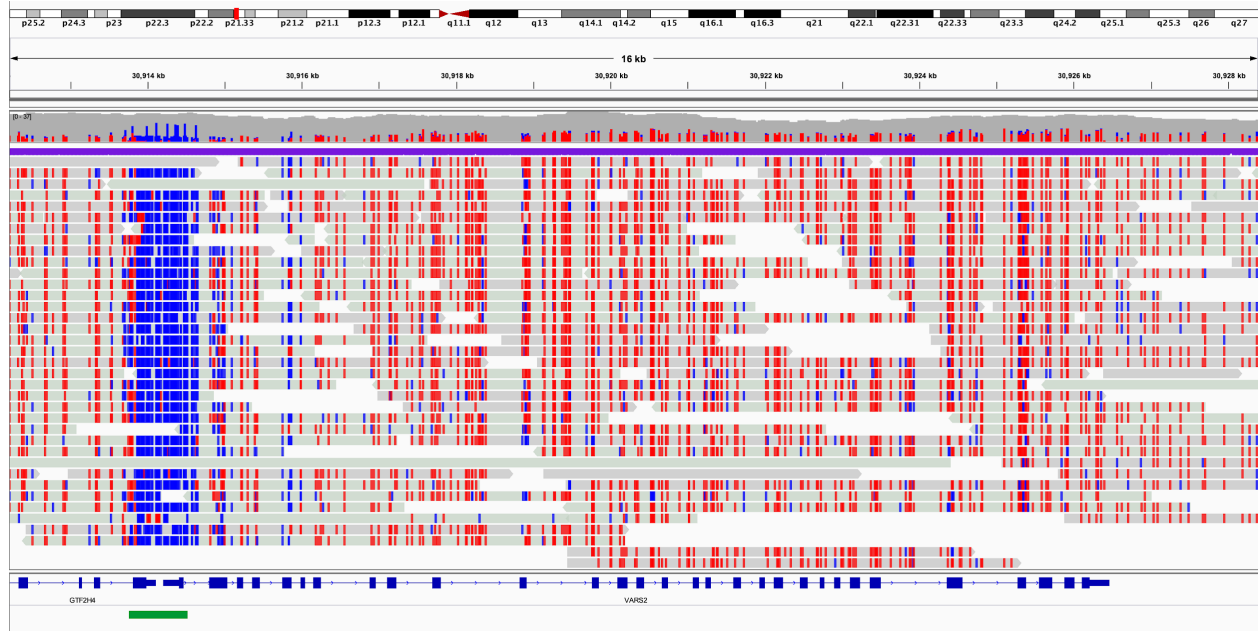 p25.2 p24.3 p23 p22.3 p22.2 p21.33 p21.2 p21.1 p12.3 p12.1 q11.1 q12 q13 q14.1 q14.2 q15 q16.1 q16.3 q21 q22.1 q22.31 q22.33 q23.3 q24.2 q25.1 q25.3 q26 q27
16 kb
30,914 kb 30,916 kb 30,918 kb 30,920 kb 30,922 kb 30,924 kb 30,926 kb 30,928 kb
[0 - 37]
GTF2H4 VARS2